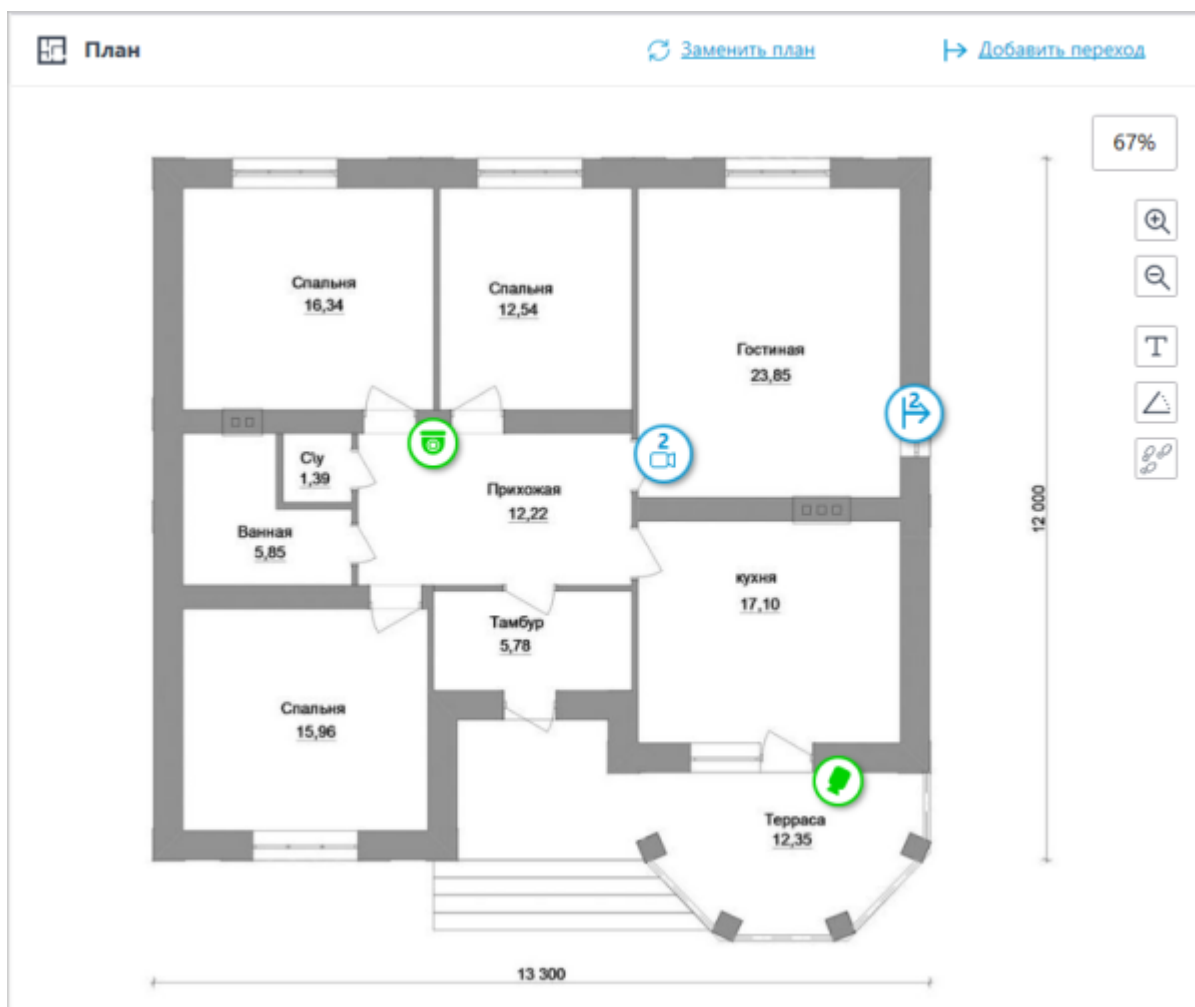 План
Заменить план
Добавить переход
67%
Спальня
16,34
Спальня
12,54
Гостиная
23,85
2
2
С\у
1,39
Прихожая
12,22
Ванная
5,85
12 000
кухня
17,10
Тамбур
5,78
Спальня
15,96
Терраса
12,35
13 300
T